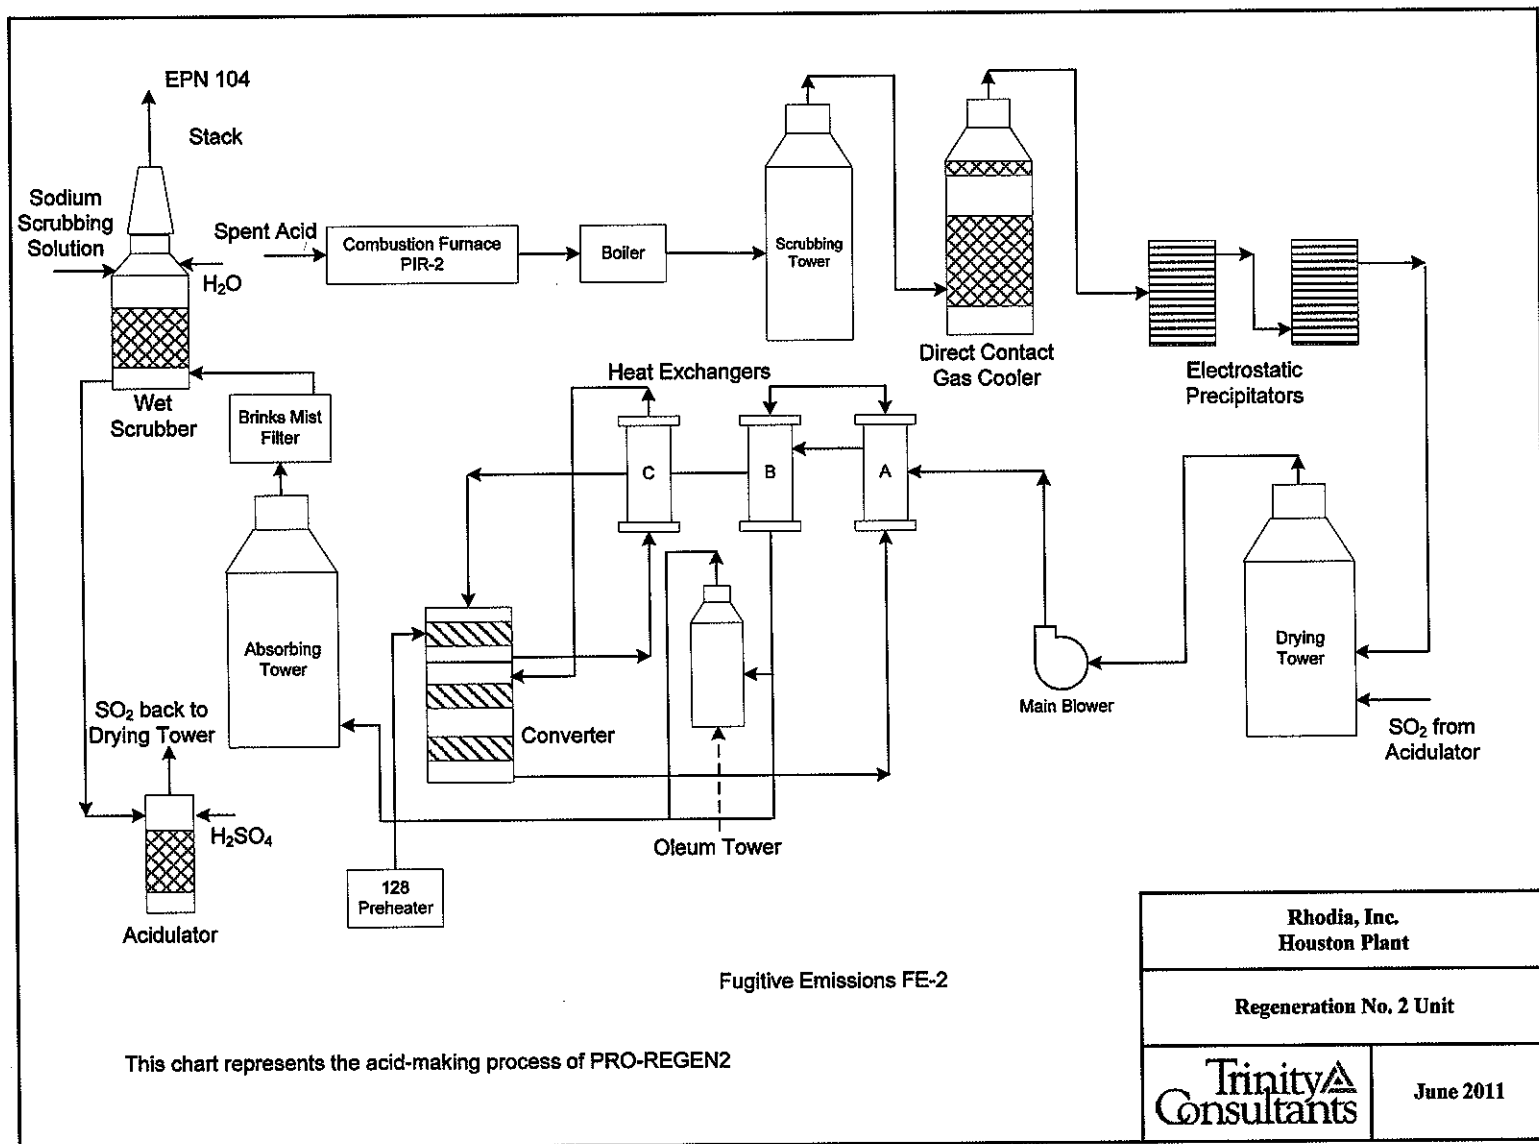 EPN 104
Stack
Sodium
Scrubbing
Solution
H₂O
Wet
Scrubber
Spent Acid
Combustion Furnace
PIR-2
Boiler
Scrubbing
Tower
Direct Contact
Gas Cooler
Electrostatic
Precipitators
Heat Exchangers
Brinks Mist
Filter
C
B
A
Absorbing
Tower
Converter
Main Blower
Drying
Tower
SO₂ from
Acidulator
SO₂ back to
Drying Tower
H₂SO₄
Acidulator
128
Preheater
Oleum Tower
Fugitive Emissions FE-2
This chart represents the acid-making process of PRO-REGEN2
Rhodia, Inc.
Houston Plant
Regeneration No. 2 Unit
Trinity
Consultants
June 2011